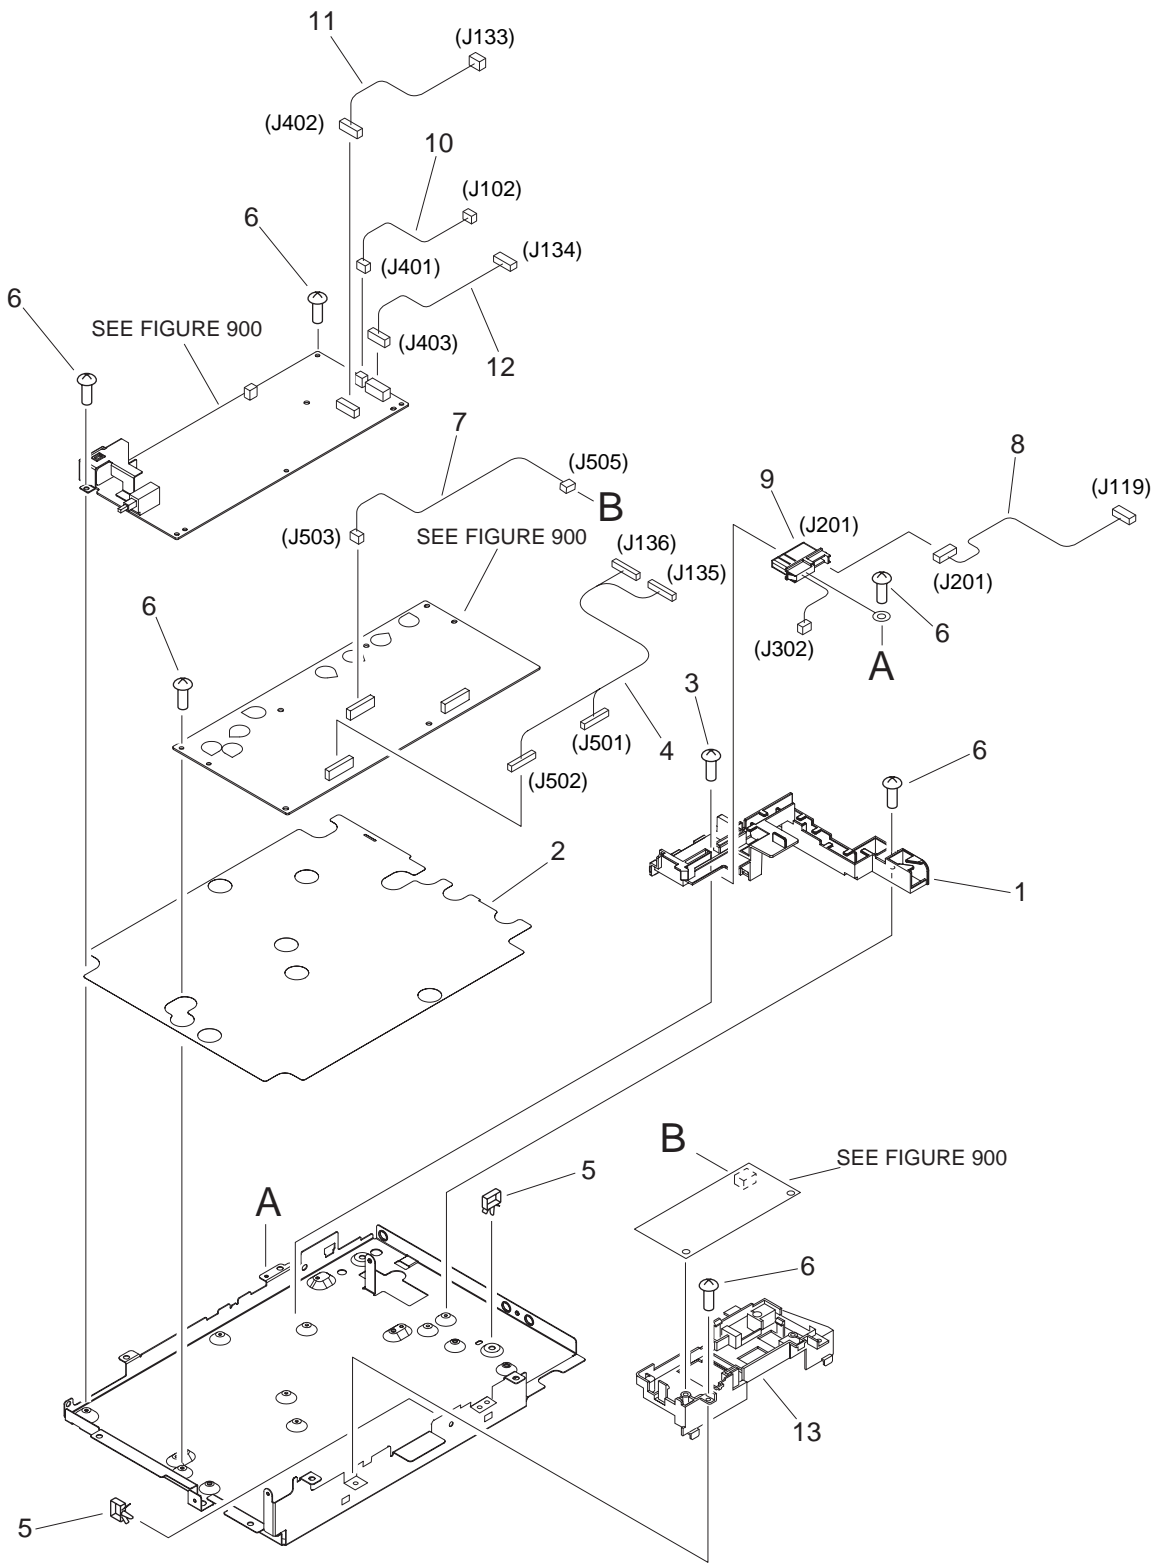 11
(J133)
(J402)
10
(J102)
6
(J401)
(J134)
6
SEE FIGURE 900
(J403)
12
7
(J505)
8
9
B
(J119)
(J201)
(J503)
SEE FIGURE 900
(J136)
(J135)
(J201)
6
6
(J302)
A
3
(J501)
4
6
(J502)
2
1
B
SEE FIGURE 900
5
A
6
13
5